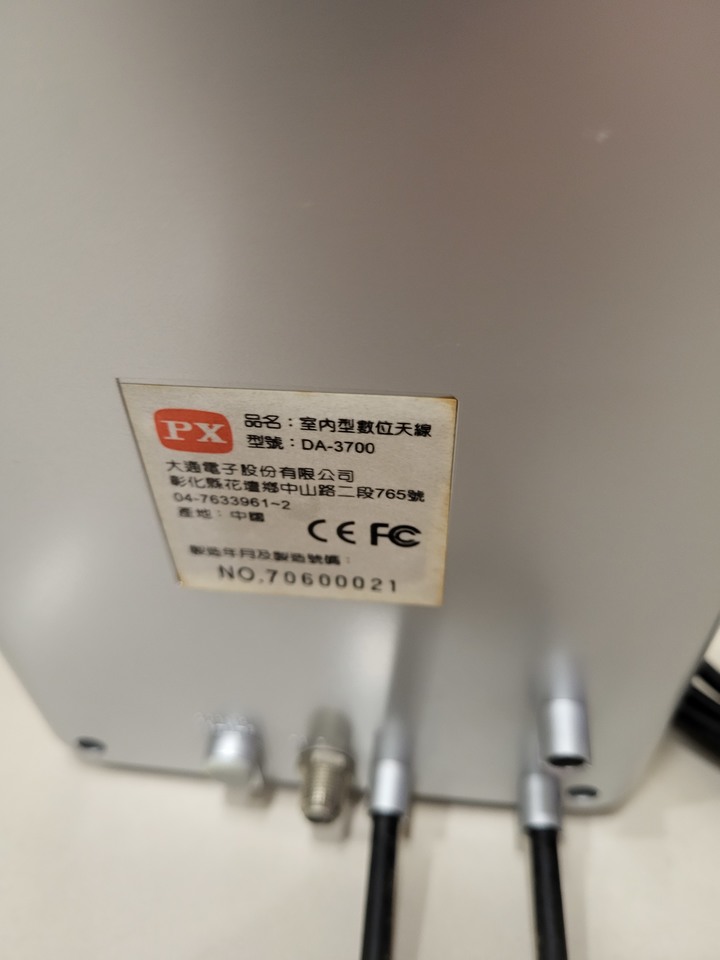 PX
品名：室內型數位天線
型號：DA-3700
大通電子股份有限公司
彰化縣花壇鄉中山路二段765號
04-7633961~2
產地：中國
CE FC
製造年月及製造號碼：
NO.70600021